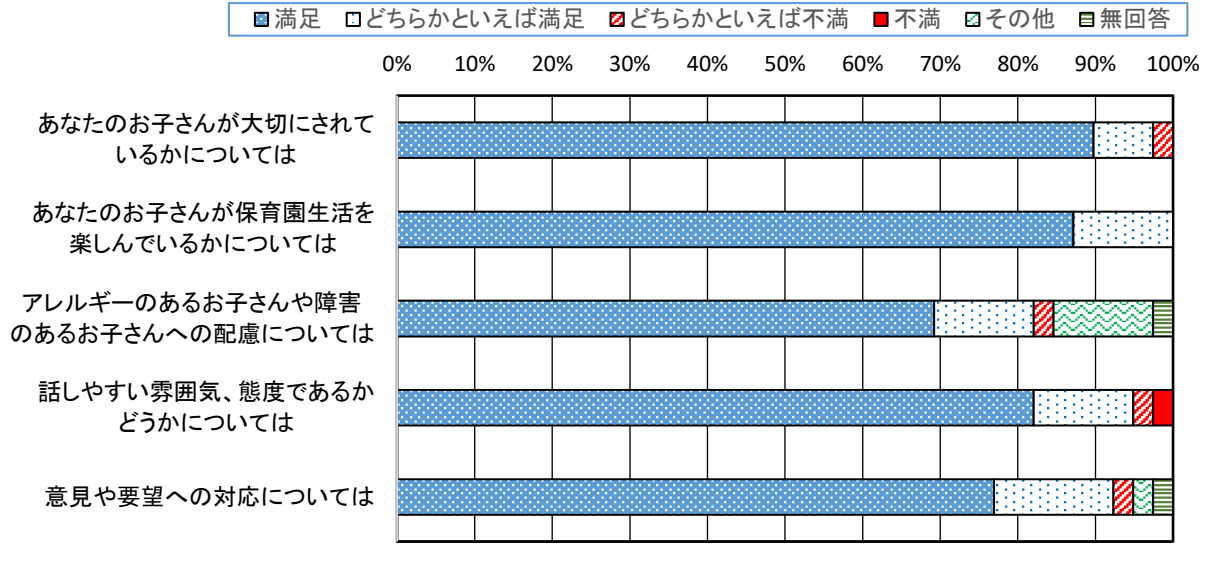 満足 どちらかといえば満足 どちらかといえば不満 不満 その他 無回答
0% 10% 20% 30% 40% 50% 60% 70% 80% 90% 100%
あなたのお子さんが大切にされて
いるかについては
あなたのお子さんが保育園生活を
楽しんでいるかについては
アレルギーのあるお子さんや障害
のあるお子さんへの配慮については
話しやすい雰囲気、態度であるか
どうかについては
意見や要望への対応については